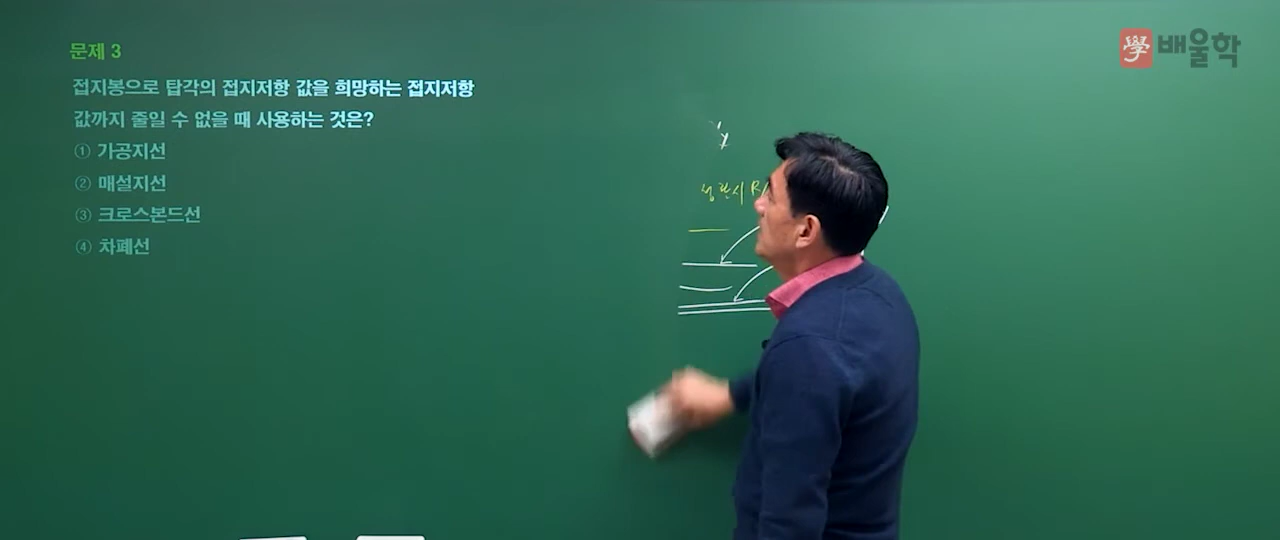 문제 3
접지봉으로 탑각의 접지저항 값을 희망하는 접지저항
값까지 줄일 수 없을 때 사용하는 것은?
① 가공지선
② 매설지선
③ 크로스본드선
④ 차폐선
學 배울학